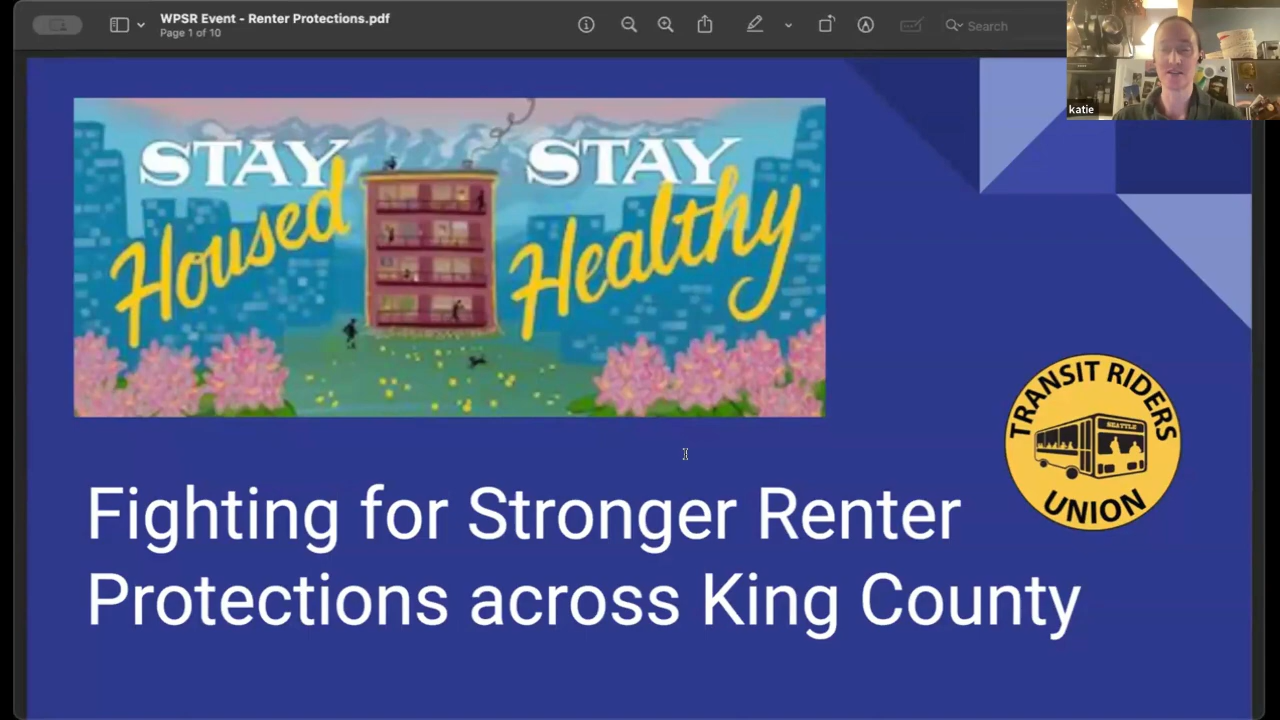 WPSR Event - Renter Protections.pdf
Page 1 of 10
Search
katie
STAY
Housed
STAY
Healthy
TRANSIT RIDERS
SEATTLE
UNION
Fighting for Stronger Renter
Protections across King County